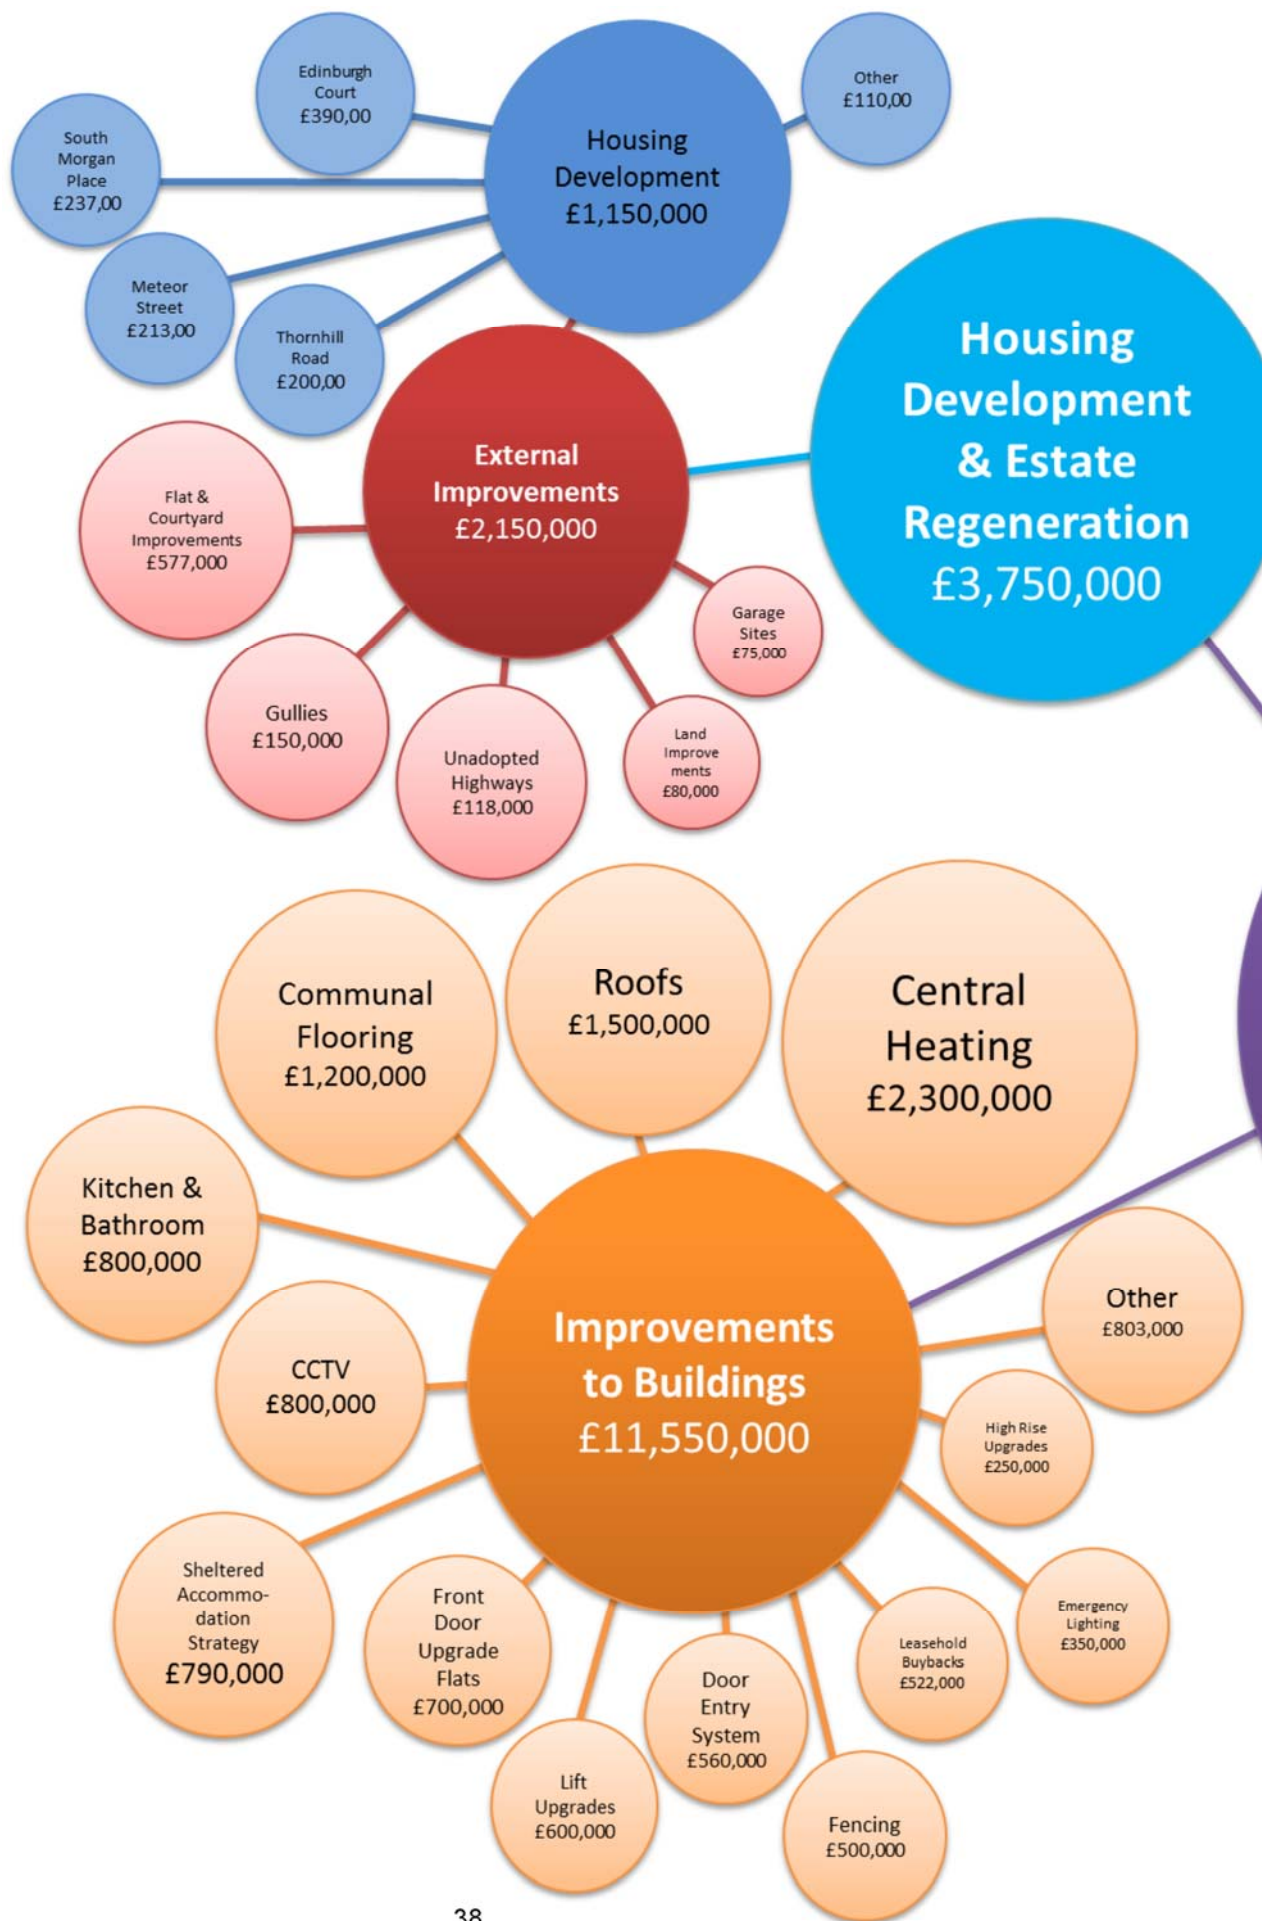 Edinburgh
Court
£390,00
Other
£110,00
Housing
Development
£1,150,000
South
Morgan
Place
£237,00
Meteor
Street
£213,00
Thornhill
Road
£200,00
Housing
Development
& Estate
Regeneration
£3,750,000
External
Improvements
£2,150,000
Flat &
Courtyard
Improvements
£577,000
Garage
Sites
£75,000
Gullies
£150,000
Unadopted
Highways
£118,000
Land
Improve
ments
£80,000
Communal
Flooring
£1,200,000
Roofs
£1,500,000
Central
Heating
£2,300,000
Kitchen &
Bathroom
£800,000
CCTV
£800,000
Improvements
to Buildings
£11,550,000
Other
£803,000
High Rise
Upgrades
£250,000
Sheltered
Accommo-
dation
Strategy
£790,000
Front
Door
Upgrade
Flats
£700,000
Lift
Upgrades
£600,000
Door
Entry
System
£560,000
Fencing
£500,000
Leasehold
Buybacks
£522,000
Emergency
Lighting
£350,000
38